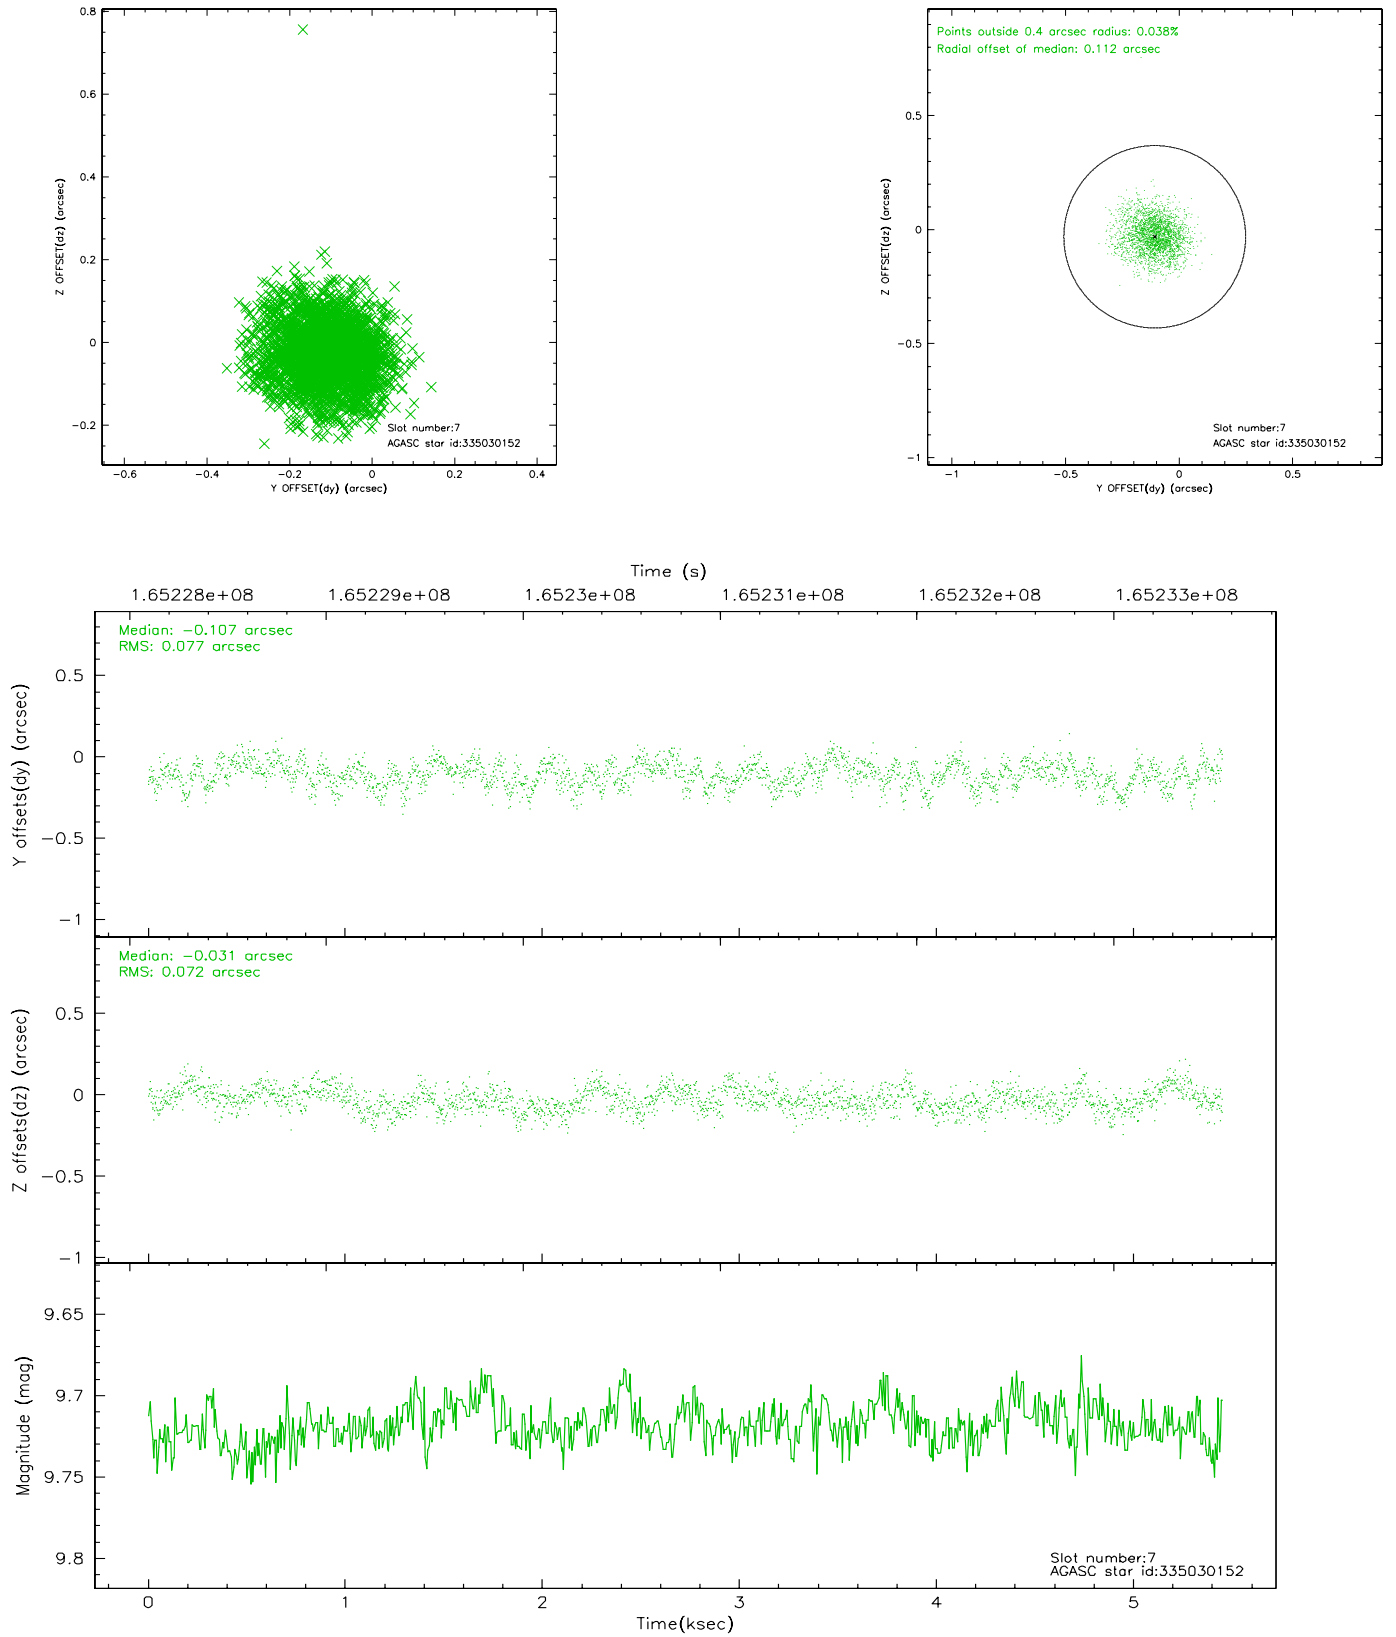 0.8
0.6
0.4
0.2
0
−0.2
Z OFFSET(dz) (arcsec)
Slot number:7
AGASC star id:335030152
−0.6 −0.4 −0.2 0 0.2 0.4
Y OFFSET(dy) (arcsec)
Points outside 0.4 arcsec radius: 0.038%
Radial offset of median: 0.112 arcsec
0.5
0
−0.5
−1
Z OFFSET(dz) (arcsec)
Slot number:7
AGASC star id:335030152
−1 −0.5 0 0.5
Y OFFSET(dy) (arcsec)
Time (s)
1.65228e+08 1.65229e+08 1.6523e+08 1.65231e+08 1.65232e+08 1.65233e+08
Median: −0.107 arcsec
RMS: 0.077 arcsec
0.5
0
−0.5
−1
Y offsets(dy) (arcsec)
Median: −0.031 arcsec
RMS: 0.072 arcsec
0.5
0
−0.5
−1
Z offsets(dz) (arcsec)
9.65
9.7
9.75
9.8
Magnitude (mag)
Slot number:7
AGASC star id:335030152
0 1 2 3 4 5
Time(ksec)